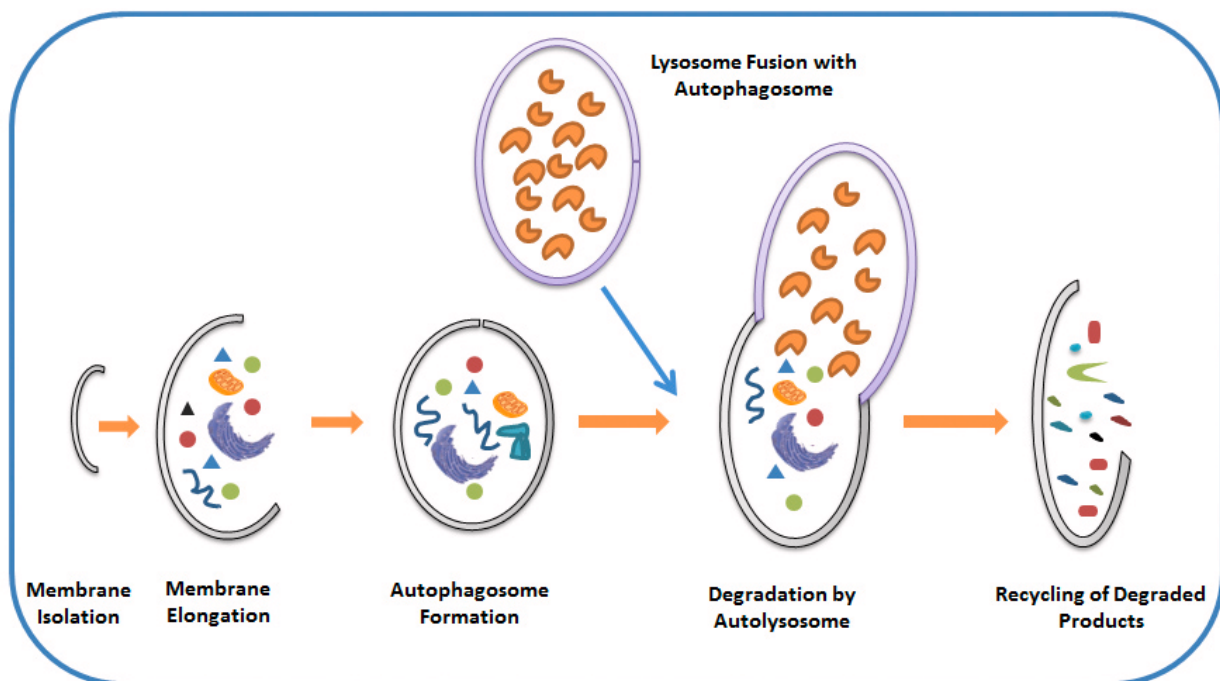 Lysosome Fusion with
Autophagosome
Membrane
Isolation
Membrane
Elongation
Autophagosome
Formation
Degradation by
Autolysosome
Recycling of Degraded
Products